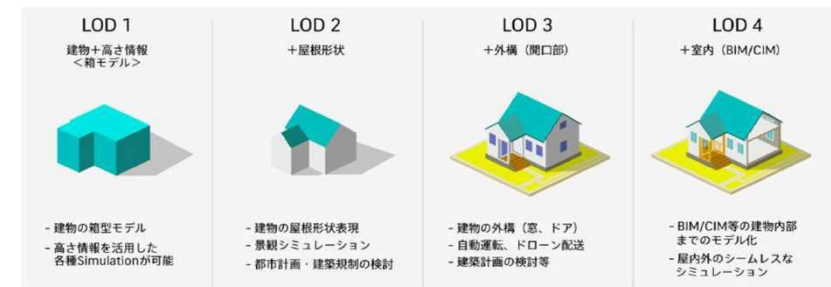 LOD 1
建物+高さ情報
<箱モデル>
- 建物の箱型モデル
- 高さ情報を活用した
各種Simulationが可能
LOD 2
+屋根形状
- 建物の屋根形状表現
- 景観シミュレーション
- 都市計画・建築規制の検討
LOD 3
+外構(開口部)
- 建物の外構(窓、ドア)
- 自動運転、ドローン配送
- 建築計画の検討等
LOD 4
+室内(BIM/CIM)
- BIM/CIM等の建物内部
までのモデル化
- 屋内外のシームレスな
シミュレーション